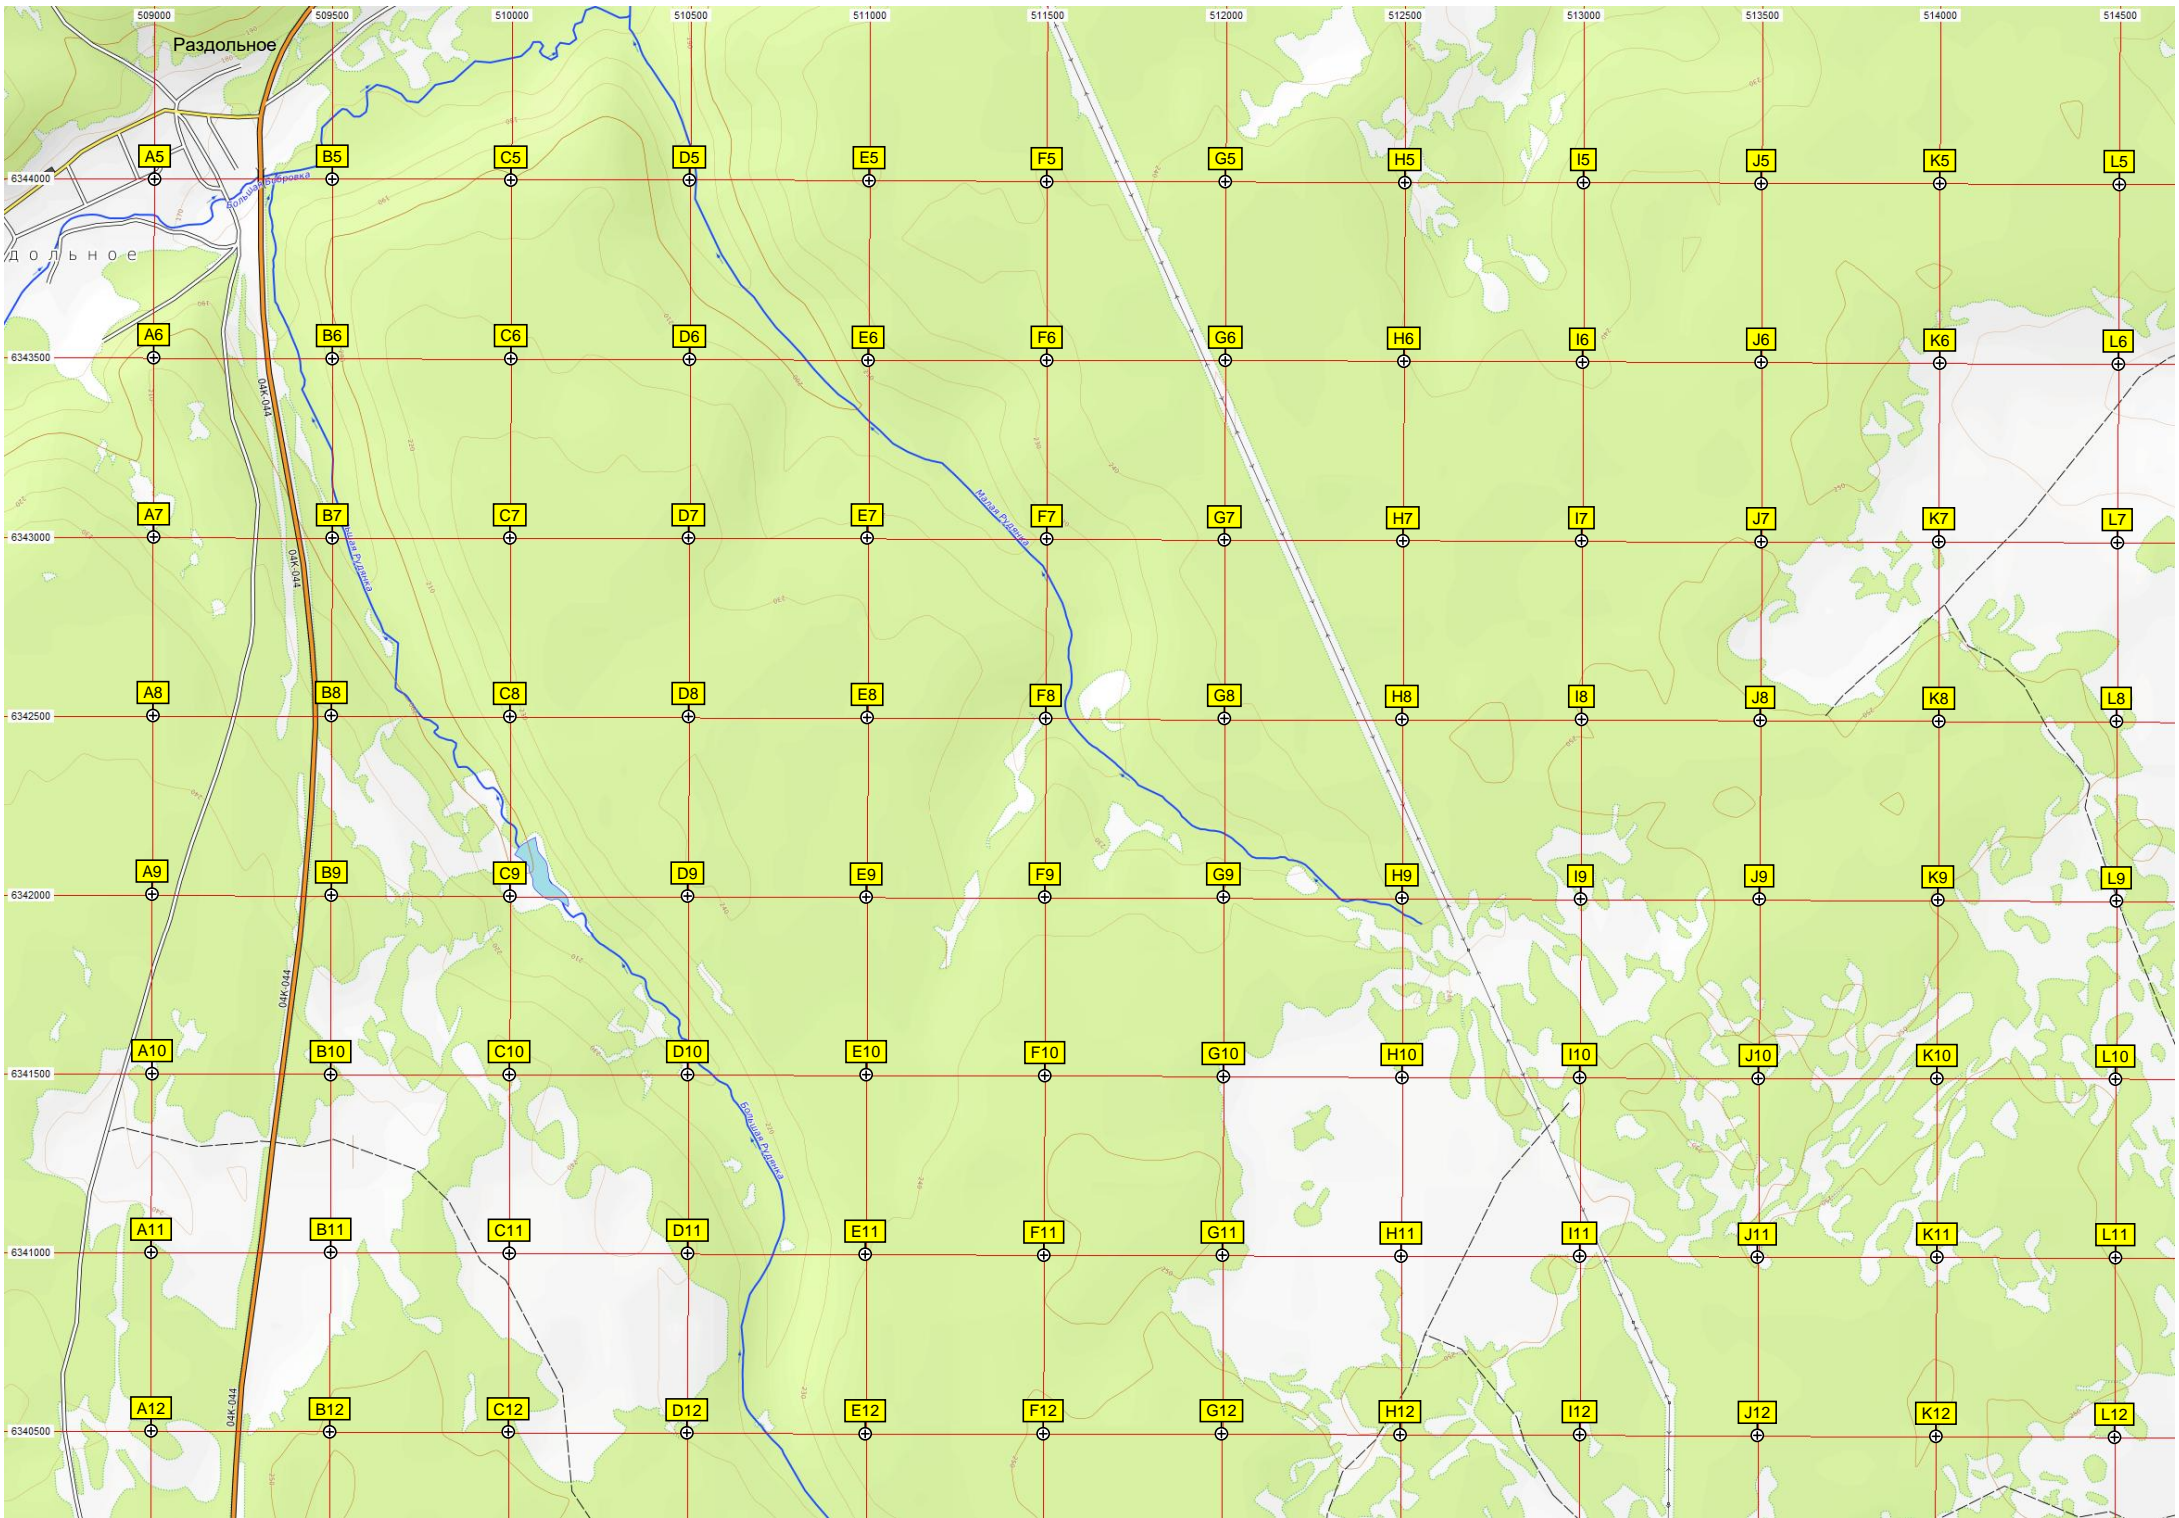 509000 509500 510000 510500 511000 511500 512000 512500 513000 513500 514000 514500
Раздольное
A5 B5 C5 D5 E5 F5 G5 H5 I5 J5 K5 L5
6344000
Большая Бобровка
дольное
A6 B6 C6 D6 E6 F6 G6 H6 I6 J6 K6 L6
6343500
04К-044
Малая Рудянка
A7 B7 C7 D7 E7 F7 G7 H7 I7 J7 K7 L7
6343000
04К-044
ьшая Рудянка
A8 B8 C8 D8 E8 F8 G8 H8 I8 J8 K8 L8
6342500
A9 B9 C9 D9 E9 F9 G9 H9 I9 J9 K9 L9
6342000
04К-044
A10 B10 C10 D10 E10 F10 G10 H10 I10 J10 K10 L10
6341500
Большая Рудянка
A11 B11 C11 D11 E11 F11 G11 H11 I11 J11 K11 L11
6341000
04К-044
A12 B12 C12 D12 E12 F12 G12 H12 I12 J12 K12 L12
6340500